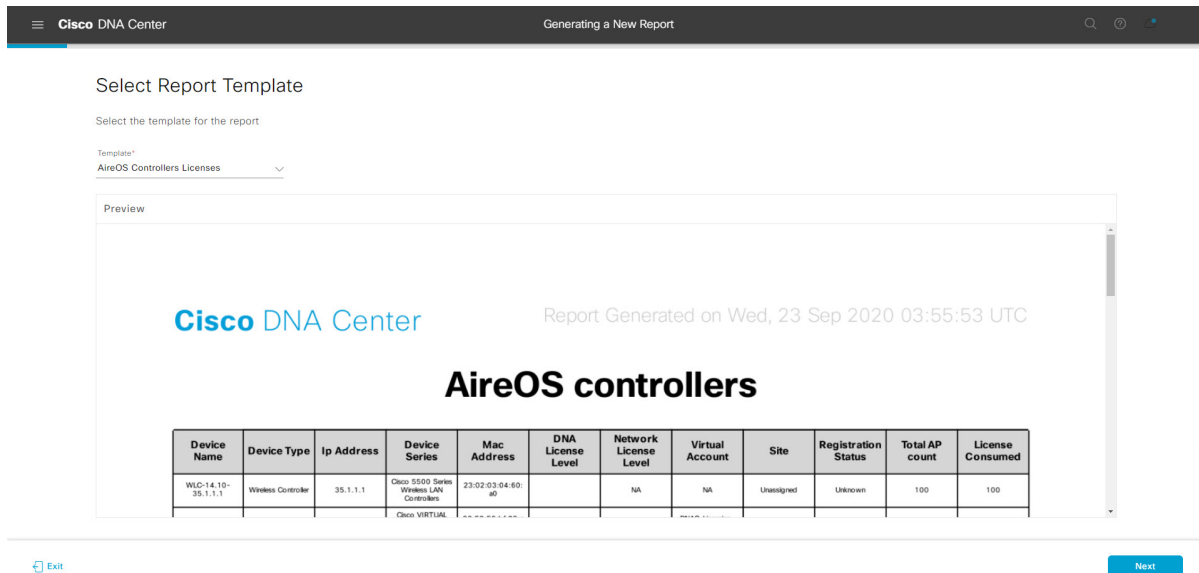 Cisco DNA Center
Generating a New Report
Select Report Template
Select the template for the report
Template*
AireOS Controllers Licenses
Preview
Cisco DNA Center
Report Generated on Wed, 23 Sep 2020 03:55:53 UTC
AireOS controllers
Device Name Device Type Ip Address Device Series Mac Address DNA License Level Network License Level Virtual Account Site Registration Status Total AP count License Consumed
WLC-14.10-35.1.1.1 Wireless Controller 35.1.1.1 Cisco 5500 Series Wireless LAN Controllers 23:02:03:04:60:a0 NA NA Unassigned Unknown 100 100
Cisco VIRTUAL
Exit
Next